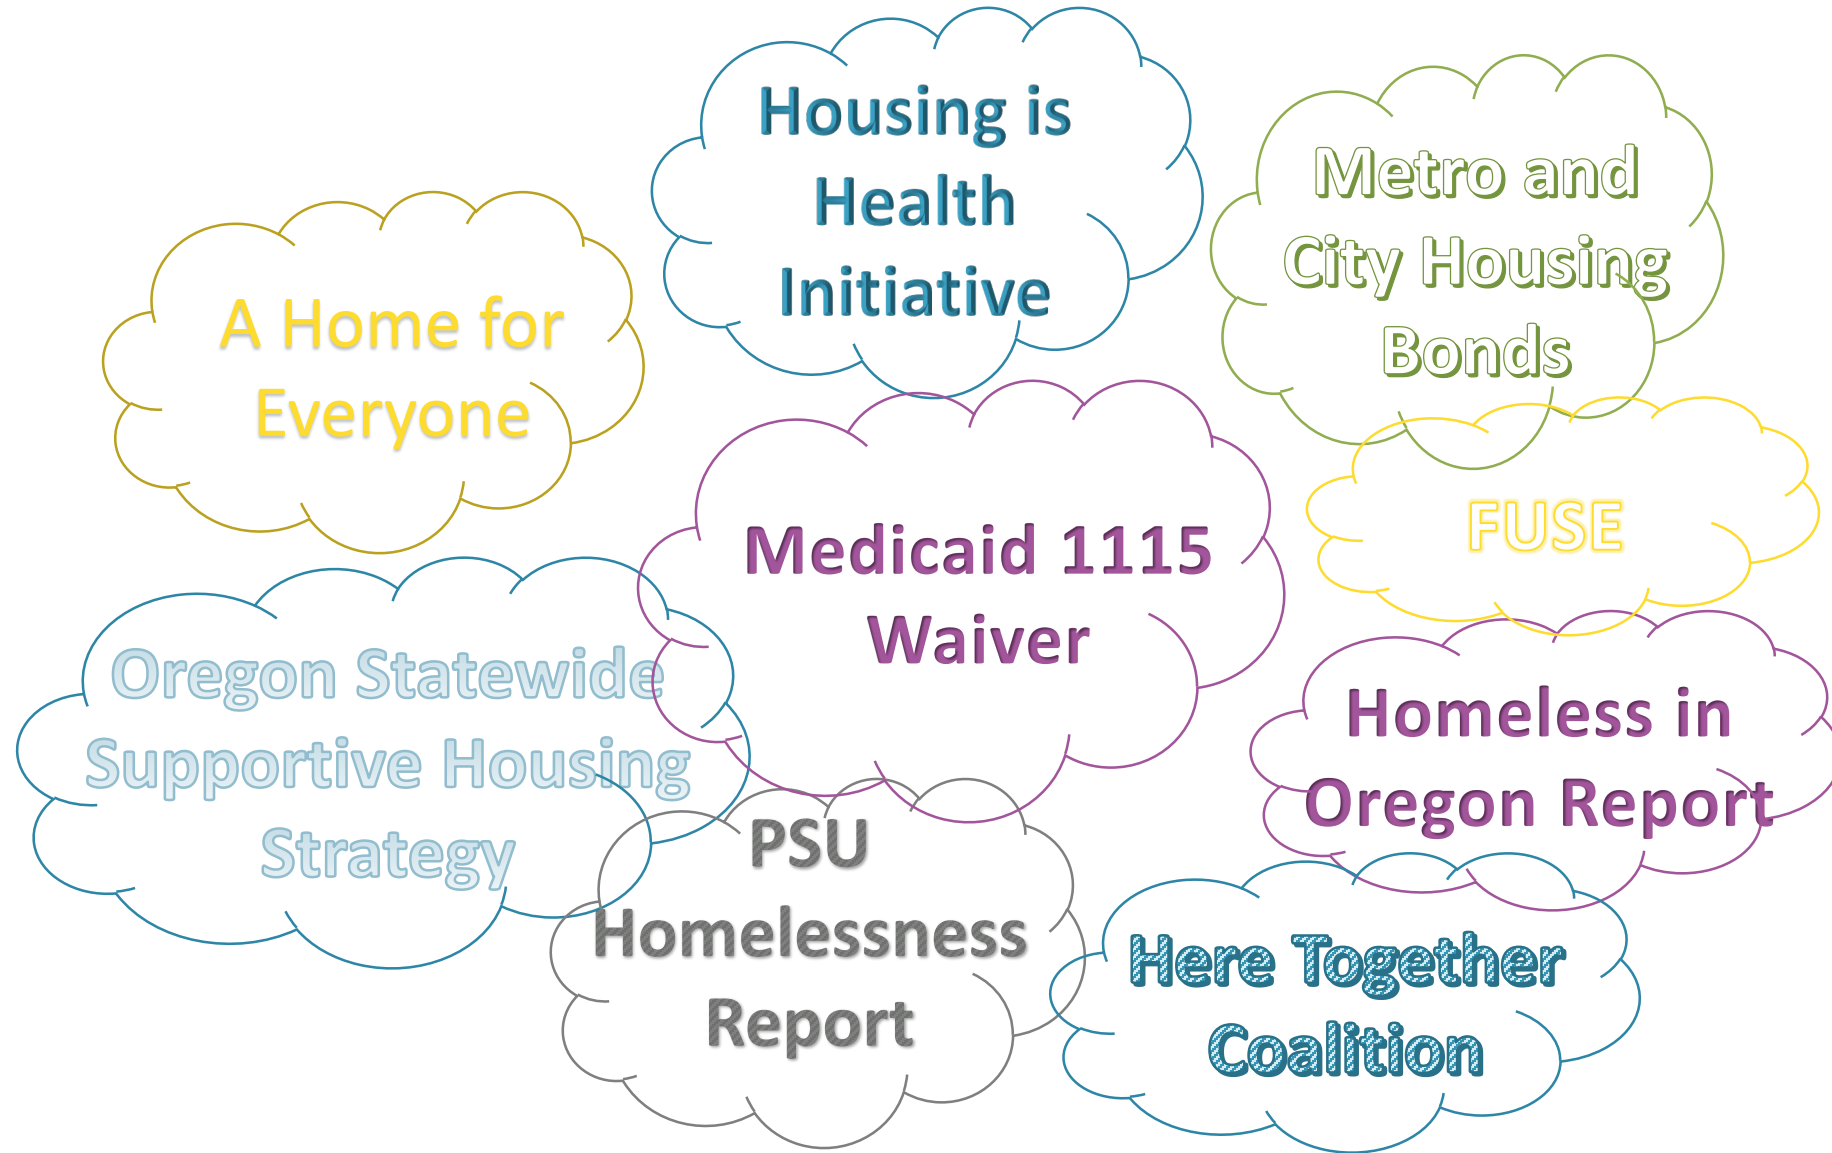 Housing is
Health
Initiative
Metro and
City Housing
Bonds
A Home for
Everyone
Medicaid 1115
Waiver
FUSE
Oregon Statewide
Supportive Housing
Strategy
Homeless in
Oregon Report
PSU
Homelessness
Report
Here Together
Coalition